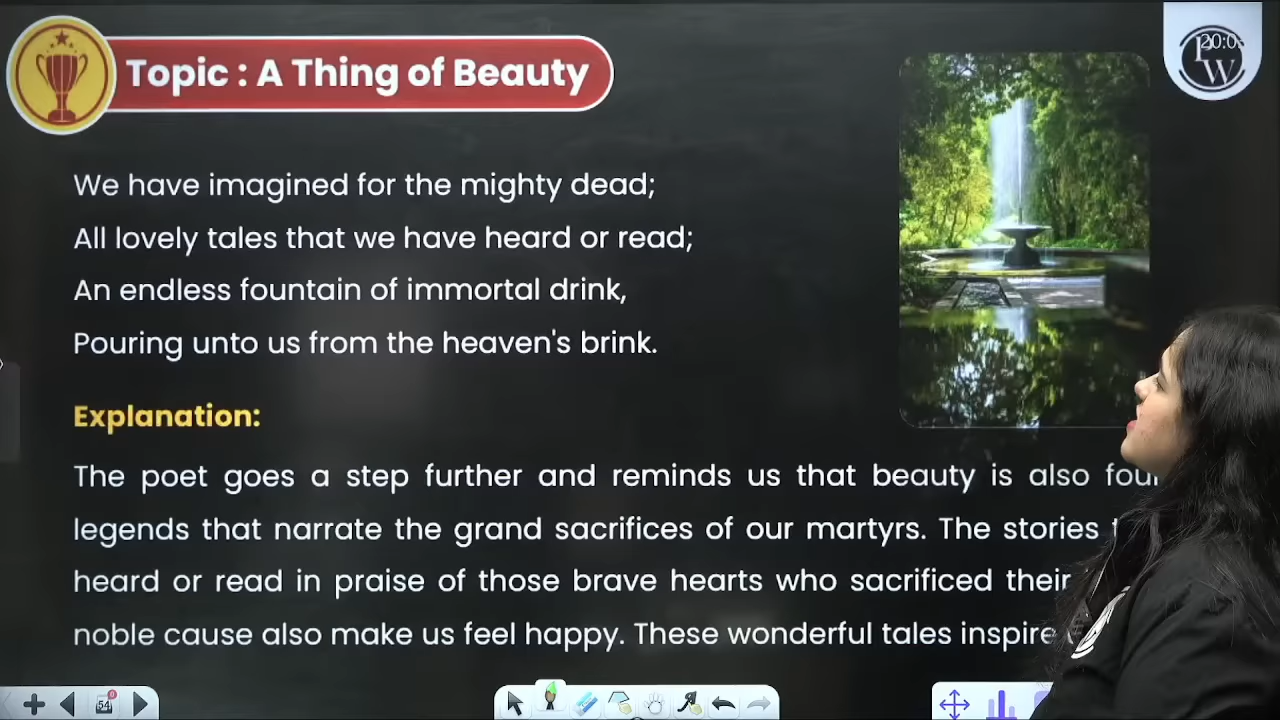 Topic : A Thing of Beauty
We have imagined for the mighty dead;
All lovely tales that we have heard or read;
An endless fountain of immortal drink,
Pouring unto us from the heaven's brink.
Explanation:
The poet goes a step further and reminds us that beauty is also
legends that narrate the grand sacrifices of our martyrs. The stories
heard or read in praise of those brave hearts who sacrificed their
noble cause also make us feel happy. These wonderful tales inspire
54